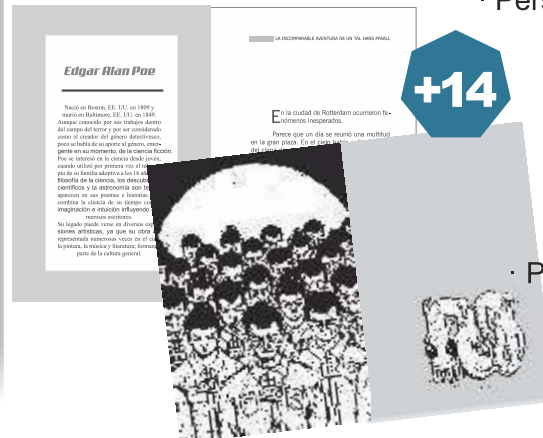 · Pers
LA INCOMPARABLE AVENTURA DE UN TAL HANS PFAALL
+14
Edgar Alan Poe
Nació en Boston, EE. UU. en 1809 y
murió en Baltimore, EE. UU. en 1849.
Aunque conocido por sus trabajos dentro
del campo del terror y por ser considerado
como el creador del género detectivesco,
poco se habla de su aporte al género, emer-
gente en su momento, de la ciencia ficción.
Poe se interesó en la ciencia desde joven,
cuando utilizó por primera vez el
pio de su familia adoptiva a los 16
filosofía de la ciencia, los
científicos y la astronomía son
aparecen en sus poemas e historias.
combina la ciencia de su tiempo
imaginación e intuición influyendo
merosos escritores.
Su legado puede verse en diversas
siones artísticas, ya que su obra
representada numerosas veces en el
la pintura, la música y literatura;
parte de la cultura general.
En la ciudad de Rotterdam ocurrieron fe-
nómenos inesperados.
Parece que un día se reunió una multitud
en la gran plaza. En el cielo había
· P